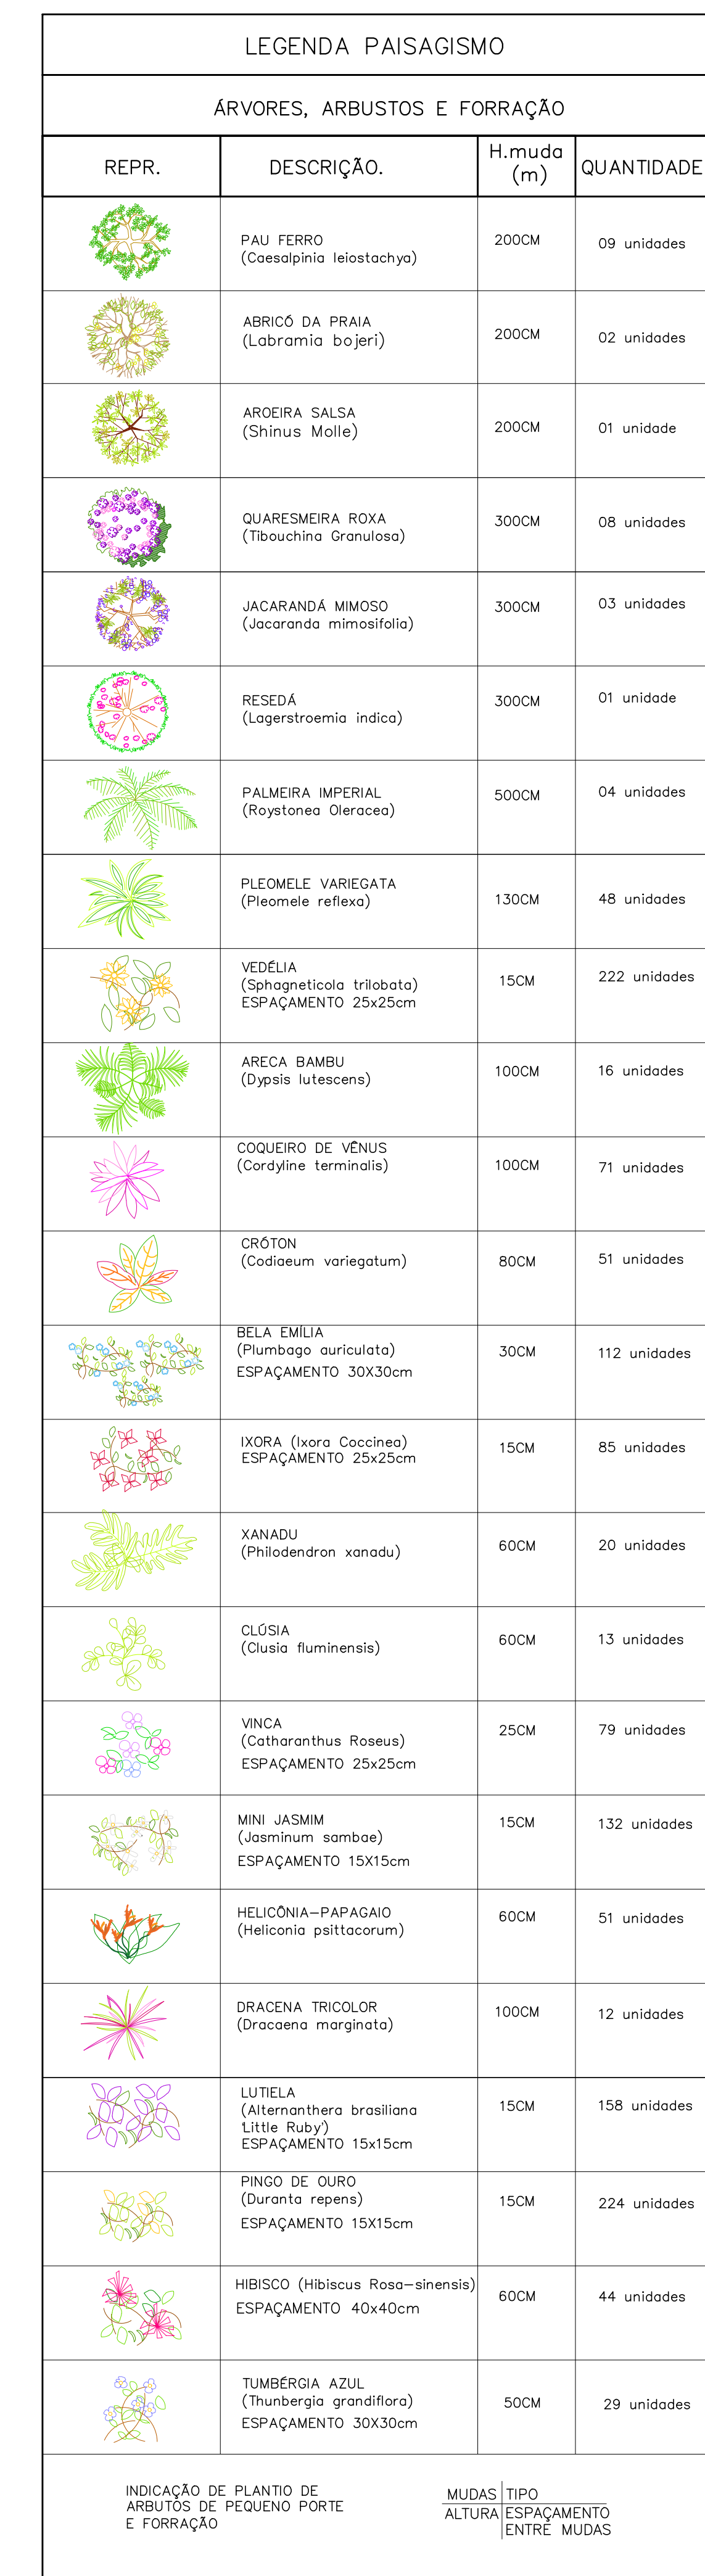 LEGENDA PAISAGISMO
ÁRVORES, ARBUSTOS E FORRAÇÃO
REPR.
DESCRIÇÃO.
H.muda
(m)
QUANTIDADE
PAU FERRO
(Caesalpinia leiostachya)
200CM
09 unidades
ABRICÓ DA PRAIA
(Labramia bojeri)
200CM
02 unidades
AROEIRA SALSA
(Shinus Molle)
200CM
01 unidade
QUARESMEIRA ROXA
(Tibouchina Granulosa)
300CM
08 unidades
JACARANDÁ MIMOSO
(Jacaranda mimosifolia)
300CM
03 unidades
RESEDÁ
(Lagerstroemia indica)
300CM
01 unidade
PALMEIRA IMPERIAL
(Roystonea Oleracea)
500CM
04 unidades
PLEOMELE VARIEGATA
(Pleomele reflexa)
130CM
48 unidades
VEDÉLIA
(Sphagneticola trilobata)
ESPAÇAMENTO 25x25cm
15CM
222 unidades
ARECA BAMBU
(Dypsis lutescens)
100CM
16 unidades
COQUEIRO DE VÊNUS
(Cordyline terminalis)
100CM
71 unidades
CRÓTON
(Codiaeum variegatum)
80CM
51 unidades
BELA EMÍLIA
(Plumbago auriculata)
ESPAÇAMENTO 30X30cm
30CM
112 unidades
IXORA (Ixora Coccinea)
ESPAÇAMENTO 25x25cm
15CM
85 unidades
XANADU
(Philodendron xanadu)
60CM
20 unidades
CLÚSIA
(Clusia fluminensis)
60CM
13 unidades
VINCA
(Catharanthus Roseus)
ESPAÇAMENTO 25x25cm
25CM
79 unidades
MINI JASMIM
(Jasminum sambae)
ESPAÇAMENTO 15X15cm
15CM
132 unidades
HELICÔNIA-PAPAGAIO
(Heliconia psittacorum)
60CM
51 unidades
DRACENA TRICOLOR
(Dracaena marginata)
100CM
12 unidades
LUTIELA
(Alternanthera brasiliana
'Little Ruby')
ESPAÇAMENTO 15x15cm
15CM
158 unidades
PINGO DE OURO
(Duranta repens)
ESPAÇAMENTO 15X15cm
15CM
224 unidades
HIBISCO (Hibiscus Rosa-sinensis)
ESPAÇAMENTO 40x40cm
60CM
44 unidades
TUMBÉRGIA AZUL
(Thunbergia grandiflora)
ESPAÇAMENTO 30X30cm
50CM
29 unidades
INDICAÇÃO DE PLANTIO DE
ARBUTOS DE PEQUENO PORTE
E FORRAÇÃO
MUDAS TIPO
ALTURA ESPAÇAMENTO
ENTRE MUDAS